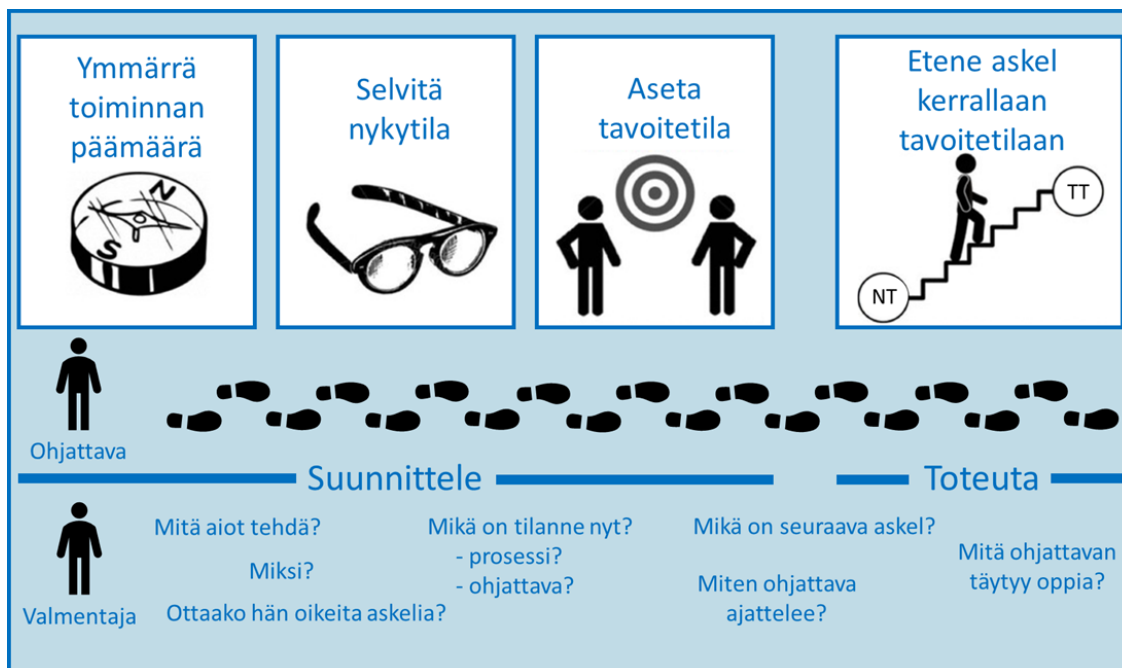 Ymmärrä
toiminnan
päämäärä
N
S
Selvitä
nykytila
Aseta
tavoitetila
Etene askel
kerrallaan
tavoitetilaan
TT
NT
Ohjattava
Suunnittele
Toteuta
Valmentaja
Mitä aiot tehdä?
Miksi?
Ottaako hän oikeita askelia?
Mikä on tilanne nyt?
- prosessi?
- ohjattava?
Mikä on seuraava askel?
Miten ohjattava
ajattelee?
Mitä ohjattavan
täytyy oppia?